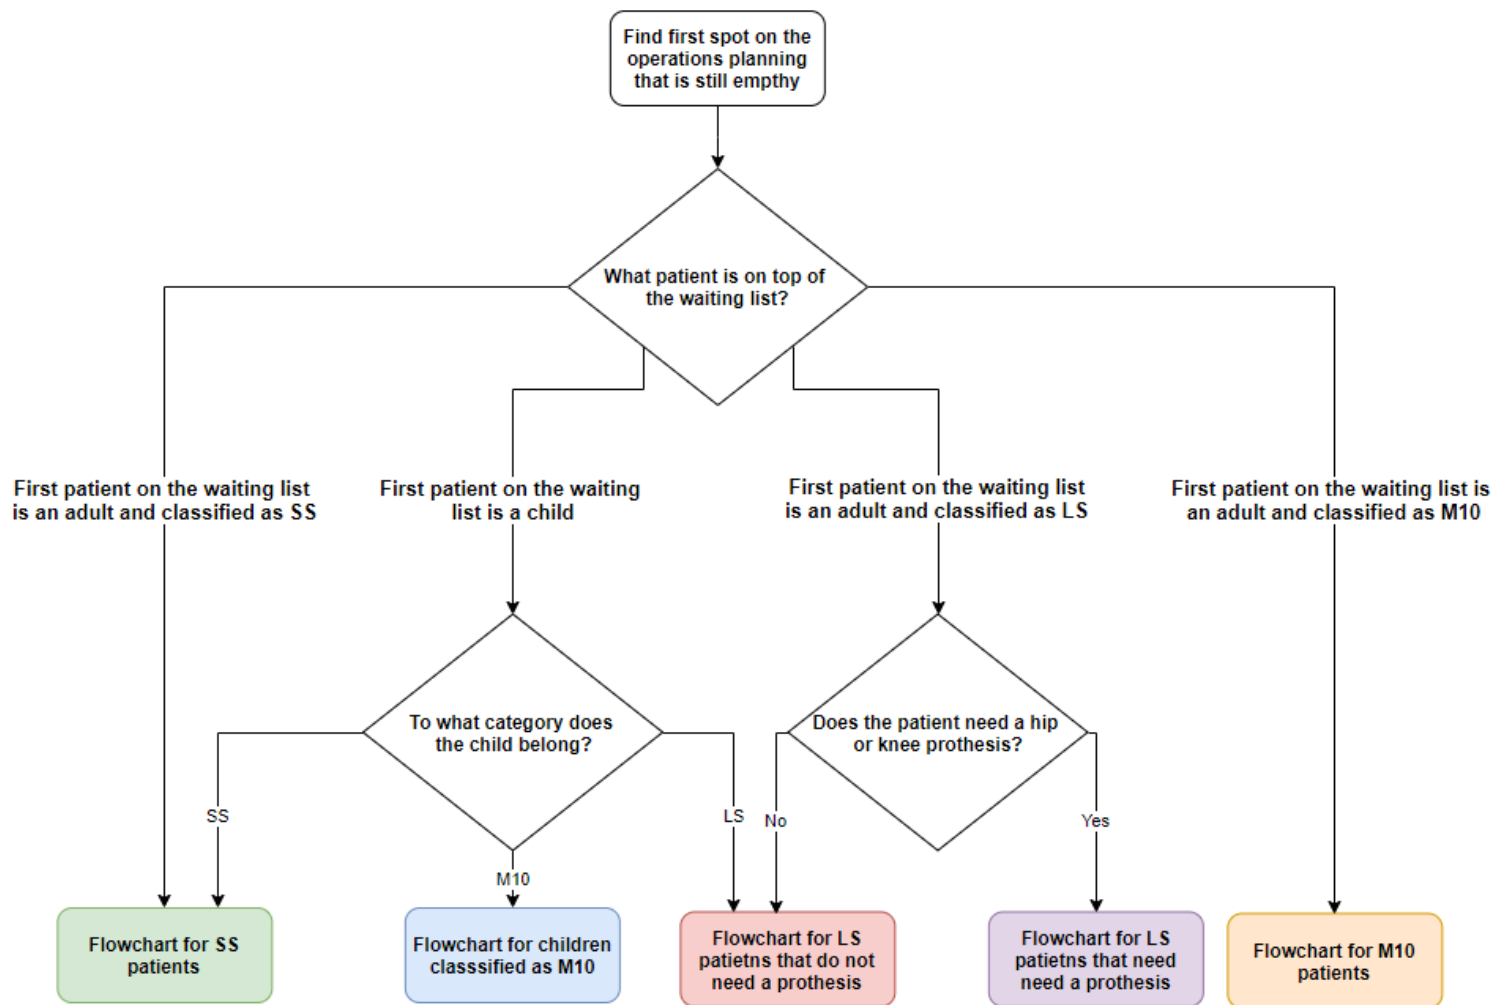 Find first spot on the
operations planning
that is still empthy
What patient is on top of
the waiting list?
First patient on the waiting list
is an adult and classified as SS
First patient on the waiting
list is a child
First patient on the waiting list
is an adult and classified as LS
First patient on the waiting list is
an adult and classified as M10
To what category does
the child belong?
Does the patient need a hip
or knee prothesis?
SS
M10
LS
No
Yes
Flowchart for SS
patients
Flowchart for children
classsified as M10
Flowchart for LS
patietns that do not
need a prothesis
Flowchart for LS
patietns that need
need a prothesis
Flowchart for M10
patients